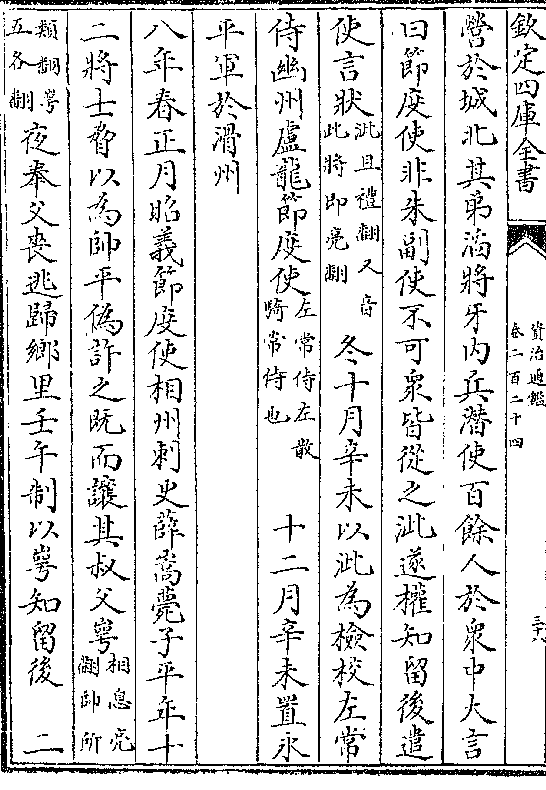 欽定四庫全書
資治通鑑
卷二百二十四
三十八
營於城北其弟滔將牙内兵潛使百餘人於衆中大言
曰節度使非朱副使不可衆皆從之泚遂權知留後遣
使言狀泚且禮翻又音此將即亮翻 冬十月辛未以泚為檢校左常
侍幽州盧龍節度使左常侍左散騎常侍也 十二月辛未置永
平軍於滑州
八年春正月昭義節度使相州刺史薛嵩薨子平年十
二將士脅以為帥平偽許之既而讓其叔父崿相息亮翻帥所
類翻崿五各翻夜奉父喪逃歸鄉里壬午制以崿知留後 二